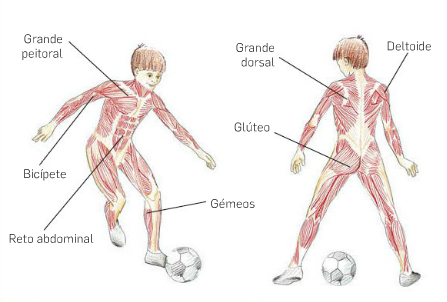 Grande
peitoral
Bicípete
Reto abdominal
Gémeos
Grande
dorsal
Deltoide
Glúteo